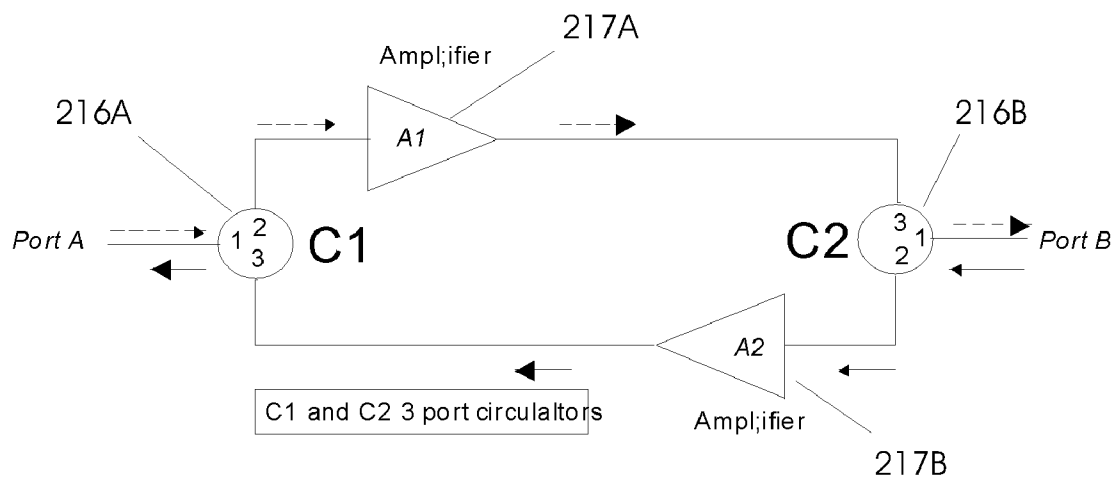 217A
Ampl;ifier
216A
216B
A1
2
3
Port A
1
C1
C2
1
Port B
3
2
A2
C1 and C2 3 port circulaltors
Ampl;ifier
217B